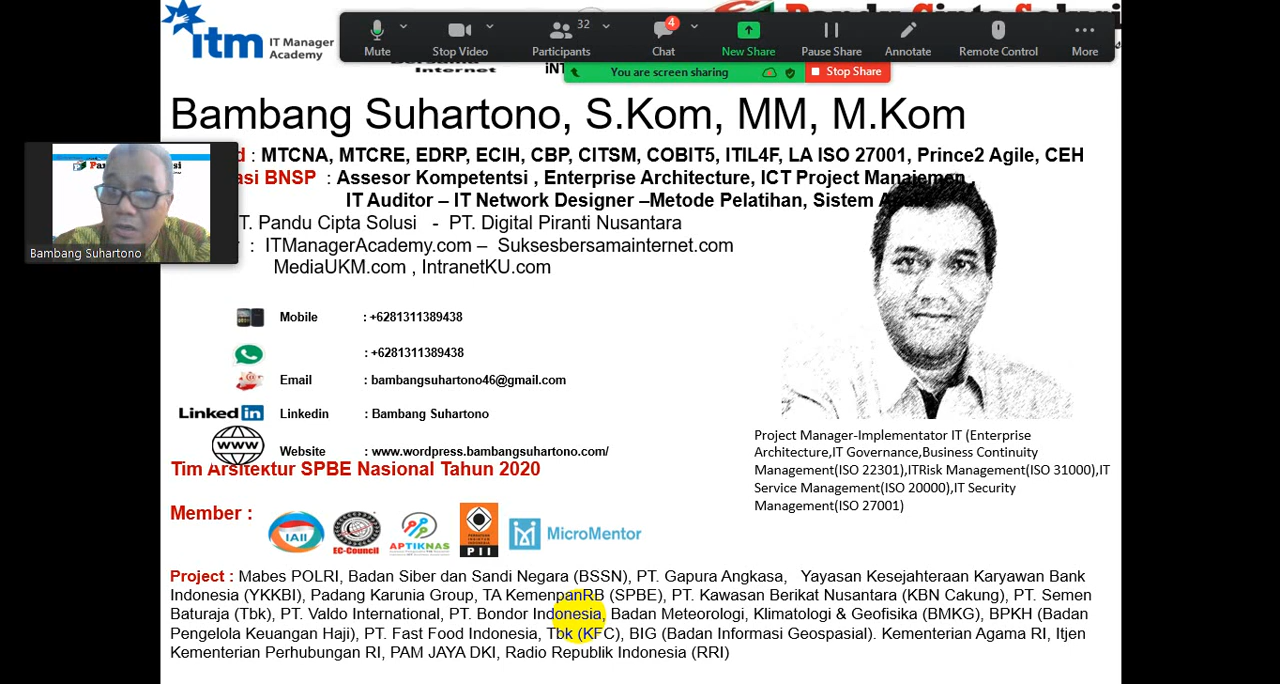 itm IT Manager
Academy
Mute
Stop Video
32
Participants
4
Chat
New Share
Pause Share
Annotate
Remote Control
More
You are screen sharing
Stop Share
Internet
Bambang Suhartono, S.Kom, MM, M.Kom
: MTCNA, MTCRE, EDRP, ECIH, CBP, CITSM, COBIT5, ITIL4F, LA ISO 27001, Prince2 Agile, CEH
BNSP : Assesor Kompetentsi , Enterprise Architecture, ICT Project Manajemen ,
IT Auditor – IT Network Designer –Metode Pelatihan, Sistem
T. Pandu Cipta Solusi - PT. Digital Piranti Nusantara
: ITManagerAcademy.com – Suksesbersamainternet.com
MediaUKM.com , IntranetKU.com
Bambang Suhartono
Mobile : +6281311389438
: +6281311389438
Email : bambangsuhartono46@gmail.com
Linked in Linkedin : Bambang Suhartono
www Website : www.wordpress.bambangsuhartono.com/
Tim Arsitektur SPBE Nasional Tahun 2020
Project Manager-Implementator IT (Enterprise
Architecture,IT Governance,Business Continuity
Management(ISO 22301),ITRisk Management(ISO 31000),IT
Service Management(ISO 20000),IT Security
Management(ISO 27001)
Member :
IAII
EC-Council
APTIKNAS
PII
MicroMentor
Project : Mabes POLRI, Badan Siber dan Sandi Negara (BSSN), PT. Gapura Angkasa, Yayasan Kesejahteraan Karyawan Bank
Indonesia (YKKBI), Padang Karunia Group, TA KemenpanRB (SPBE), PT. Kawasan Berikat Nusantara (KBN Cakung), PT. Semen
Baturaja (Tbk), PT. Valdo International, PT. Bondor Indonesia, Badan Meteorologi, Klimatologi & Geofisika (BMKG), BPKH (Badan
Pengelola Keuangan Haji), PT. Fast Food Indonesia, Tbk (KFC), BIG (Badan Informasi Geospasial). Kementerian Agama RI, Itjen
Kementerian Perhubungan RI, PAM JAYA DKI, Radio Republik Indonesia (RRI)